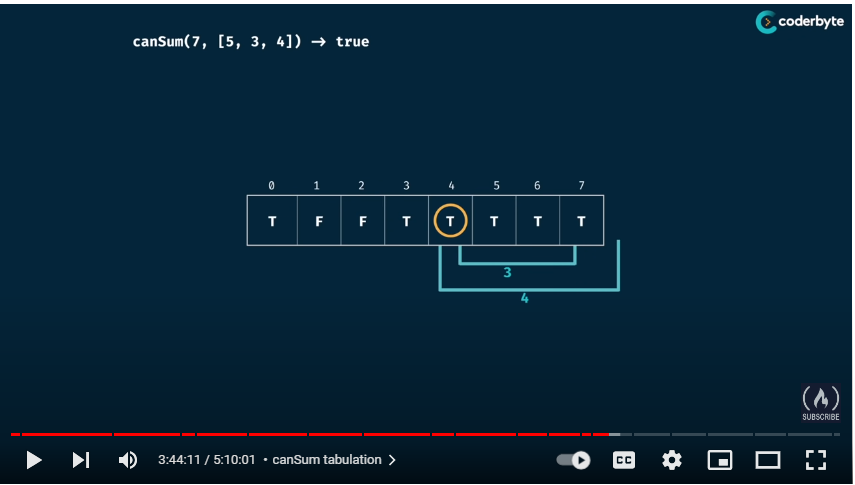 coderbyte
canSum(7, [5, 3, 4]) → true
0 1 2 3 4 5 6 7
T F F T T T T T
3
4
SUBSCRIBE
3:44:11 / 5:10:01 • canSum tabulation >
CC